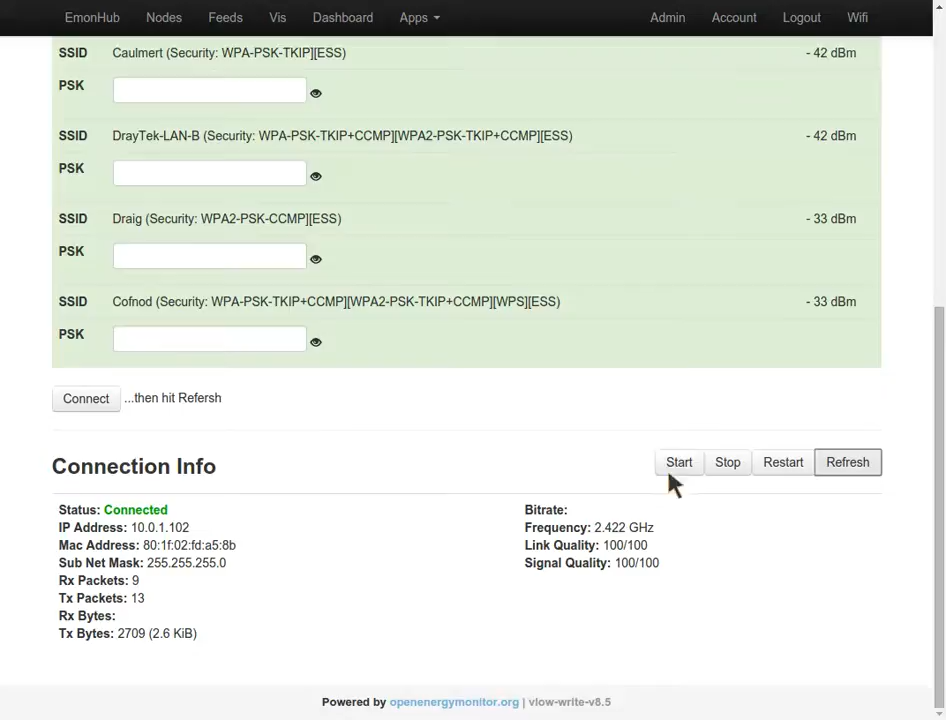 EmonHub Nodes Feeds Vis Dashboard Apps Admin Account Logout Wifi
SSID Caulmert (Security: WPA-PSK-TKIP][ESS) - 42 dBm
PSK
SSID DrayTek-LAN-B (Security: WPA-PSK-TKIP+CCMP][WPA2-PSK-TKIP+CCMP][ESS) - 42 dBm
PSK
SSID Draig (Security: WPA2-PSK-CCMP][ESS) - 33 dBm
PSK
SSID Cofnod (Security: WPA-PSK-TKIP+CCMP][WPA2-PSK-TKIP+CCMP][WPS][ESS) - 33 dBm
PSK
Connect ...then hit Refersh
Connection Info Start Stop Restart Refresh
Status: Connected
IP Address: 10.0.1.102
Mac Address: 80:1f:02:fd:a5:8b
Sub Net Mask: 255.255.255.0
Rx Packets: 9
Tx Packets: 13
Rx Bytes:
Tx Bytes: 2709 (2.6 KiB)
Bitrate:
Frequency: 2.422 GHz
Link Quality: 100/100
Signal Quality: 100/100
Powered by openenergymonitor.org | vlow-write-v8.5